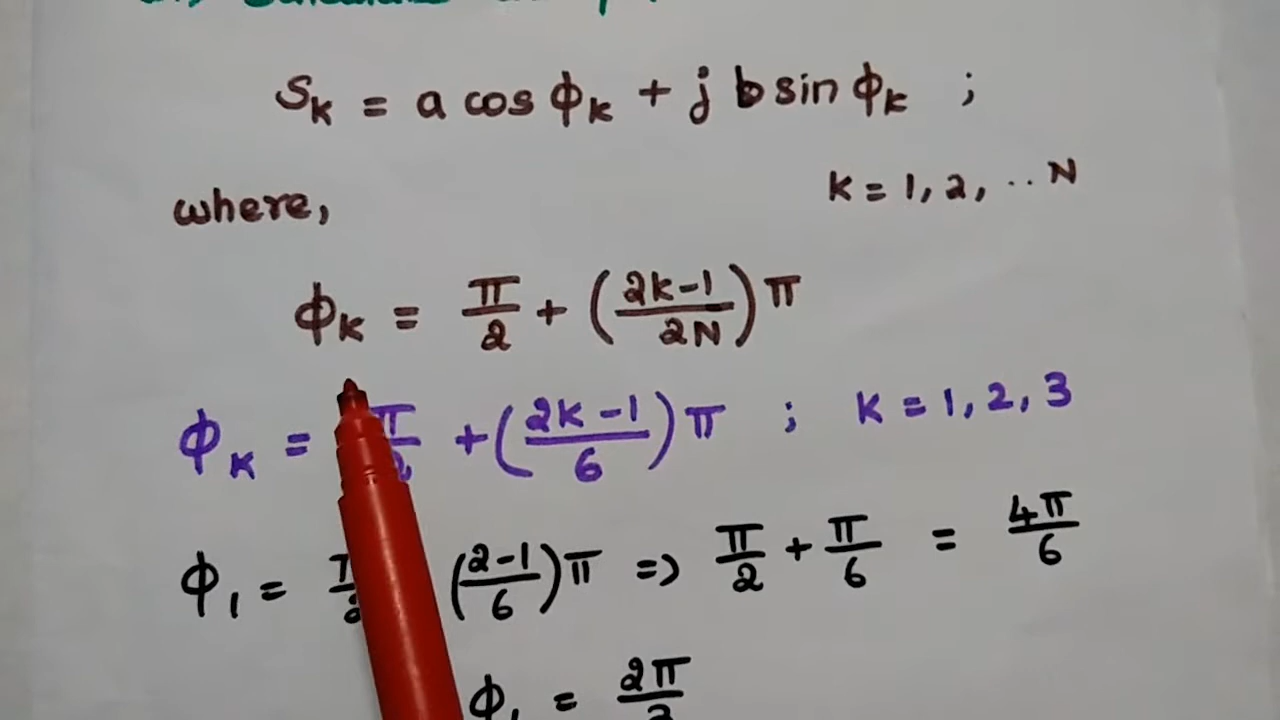 S_k = a cos ϕ_k + j b sin ϕ_k ;
where,
k = 1, 2, .. N
ϕ_k = π/2 + ((2k-1)/2N) π
ϕ_k = π/2 + ((2k-1)/6) π ; k = 1, 2, 3
ϕ_1 = ((2-1)/6) π => π/2 + π/6 = 4π/6
ϕ_1 = 2π/3